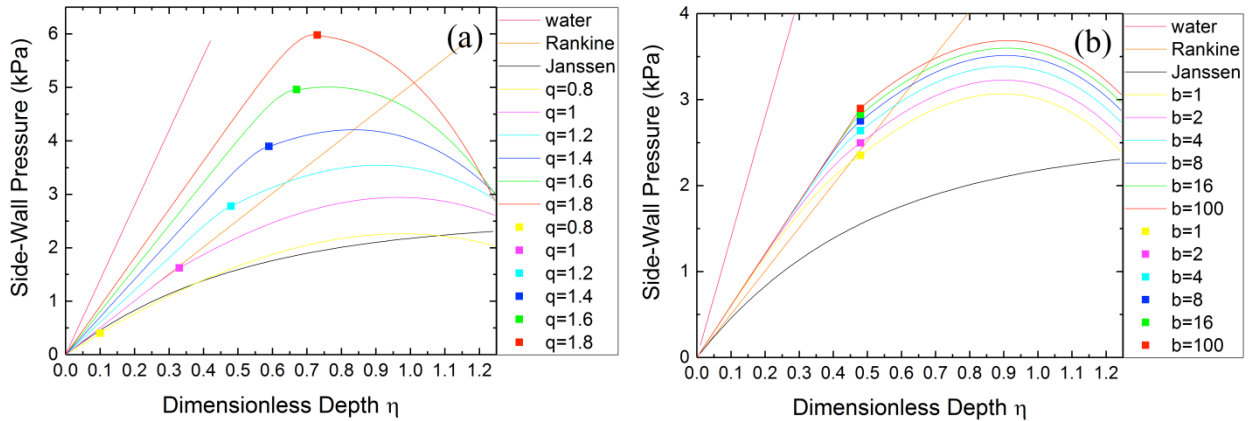 (a)
Side-Wall Pressure (kPa)
6
5
4
3
2
1
0
0.0 0.1 0.2 0.3 0.4 0.5 0.6 0.7 0.8 0.9 1.0 1.1 1.2
Dimensionless Depth η
water
Rankine
Janssen
q=0.8
q=1
q=1.2
q=1.4
q=1.6
q=1.8
q=0.8
q=1
q=1.2
q=1.4
q=1.6
q=1.8
(b)
Side-Wall Pressure (kPa)
4
3
2
1
0
0.0 0.1 0.2 0.3 0.4 0.5 0.6 0.7 0.8 0.9 1.0 1.1 1.2
Dimensionless Depth η
water
Rankine
Janssen
b=1
b=2
b=4
b=8
b=16
b=100
b=1
b=2
b=4
b=8
b=16
b=100